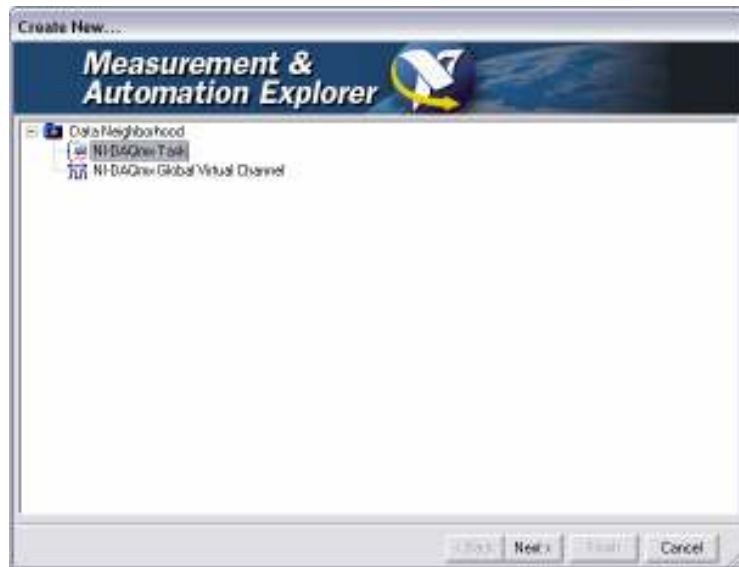 Create New...
Measurement &
Automation Explorer
Data Neighborhood
NI-DAQmx Task
NI-DAQmx Global Virtual Channel
< Back Next > Finish Cancel